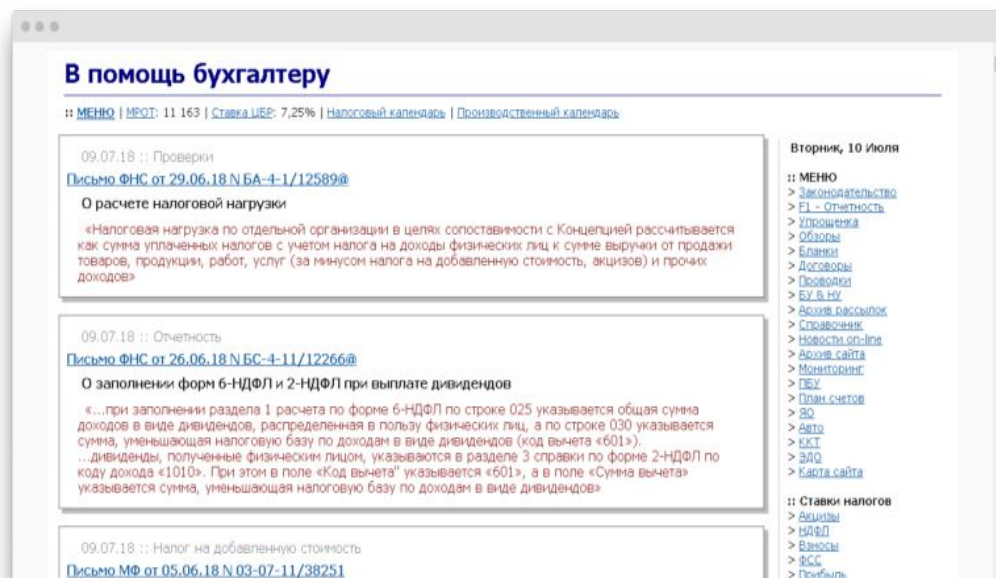 В помощь бухгалтеру
:: МЕНЮ | МРОТ: 11 163 | Ставка ЦБР: 7,25% | Налоговый календарь | Производственный календарь
09.07.18 :: Проверки
Письмо ФНС от 29.06.18 N БА-4-1/12589@
О расчете налоговой нагрузки
«Налоговая нагрузка по отдельной организации в целях сопоставимости с Концепцией рассчитывается
как сумма уплаченных налогов с учетом налога на доходы физических лиц к сумме выручки от продажи
товаров, продукции, работ, услуг (за минусом налога на добавленную стоимость, акцизов) и прочих
доходов»
09.07.18 :: Отчетность
Письмо ФНС от 26.06.18 N БС-4-11/12266@
О заполнении форм 6-НДФЛ и 2-НДФЛ при выплате дивидендов
«...при заполнении раздела 1 расчета по форме 6-НДФЛ по строке 025 указывается общая сумма
доходов в виде дивидендов, распределенная в пользу физических лиц, а по строке 030 указывается
сумма, уменьшающая налоговую базу по доходам в виде дивидендов (код вычета «601»).
...дивиденды, полученные физическим лицом, указываются в разделе 3 справки по форме 2-НДФЛ по
коду дохода «1010». При этом в поле «Код вычета" указывается «601», а в поле «Сумма вычета»
указывается сумма, уменьшающая налоговую базу по доходам в виде дивидендов»
09.07.18 :: Налог на добавленную стоимость
Письмо МФ от 05.06.18 N 03-07-11/38251
Вторник, 10 Июля
:: МЕНЮ
> Законодательство
> F1 - Отчетность
> Упрощенка
> Обзоры
> Бланки
> Договоры
> Проводки
> БУ & НУ
> Архив рассылок
> Справочник
> Новости on-line
> Архив сайта
> Мониторинг
> ПБУ
> План счетов
> ЯО
> Авто
> ККТ
> ЭДО
> Карта сайта
:: Ставки налогов
> Акцизы
> НДФЛ
> Взносы
> ФСС
> Прибыль